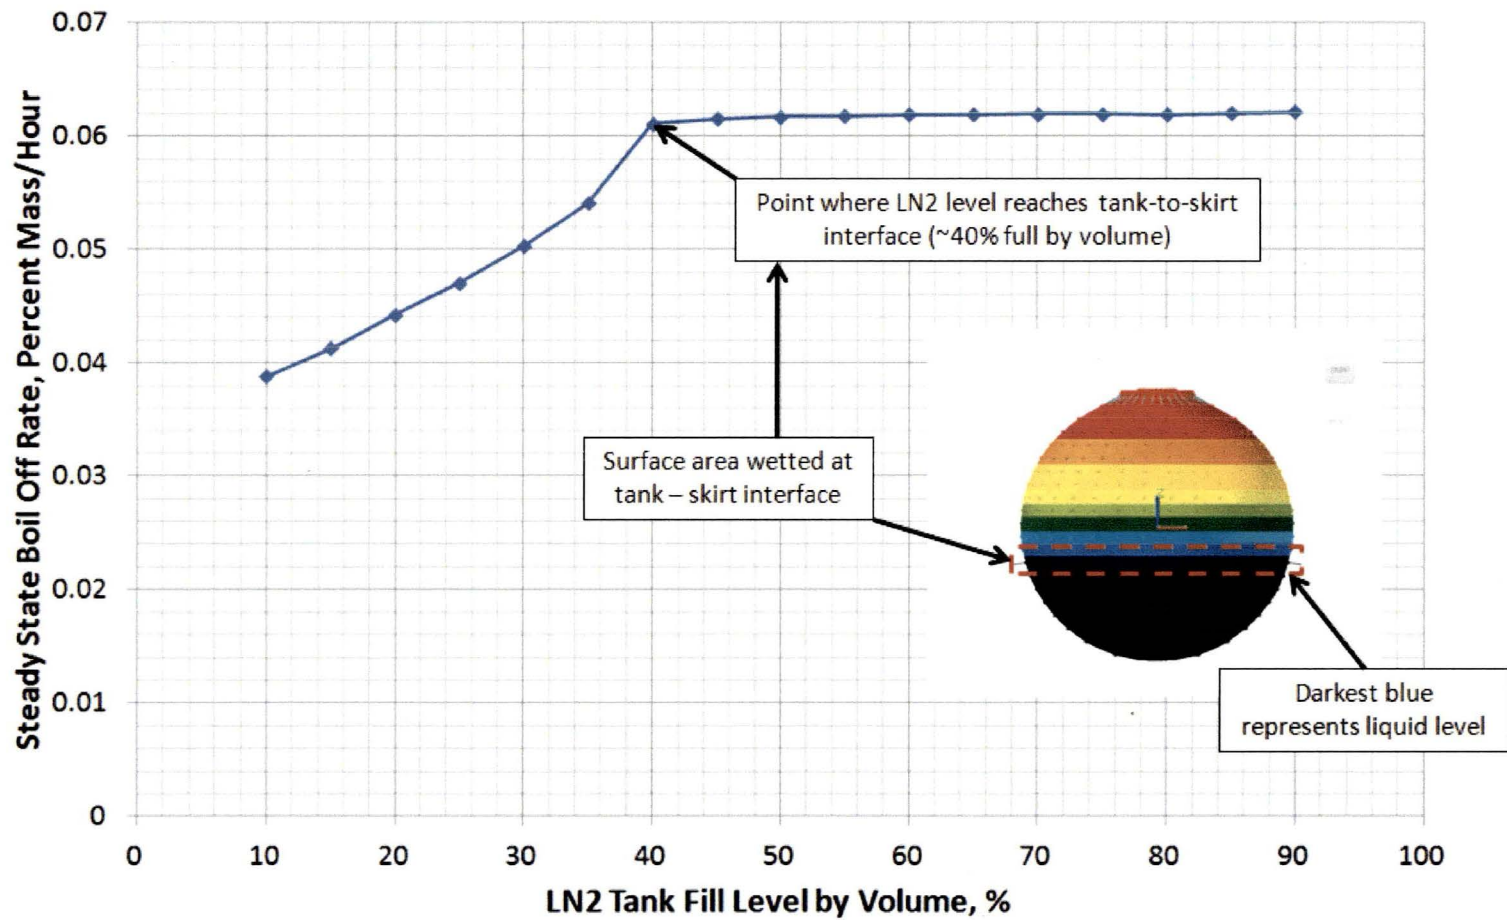 0.07
0.06
0.05
0.04
0.03
0.02
0.01
0
Steady State Boil Off Rate, Percent Mass/Hour
Point where LN2 level reaches tank-to-skirt
interface (~40% full by volume)
Surface area wetted at
tank – skirt interface
Darkest blue
represents liquid level
0 10 20 30 40 50 60 70 80 90 100
LN2 Tank Fill Level by Volume, %